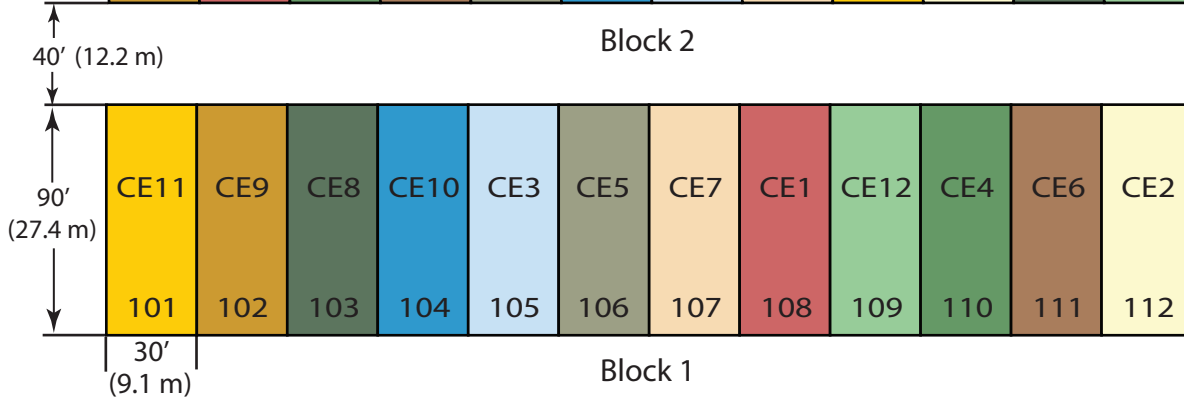 Block 2
40′ (12.2 m)
CE11 CE9 CE8 CE10 CE3 CE5 CE7 CE1 CE12 CE4 CE6 CE2
90′
(27.4 m)
101 102 103 104 105 106 107 108 109 110 111 112
30′
(9.1 m)
Block 1